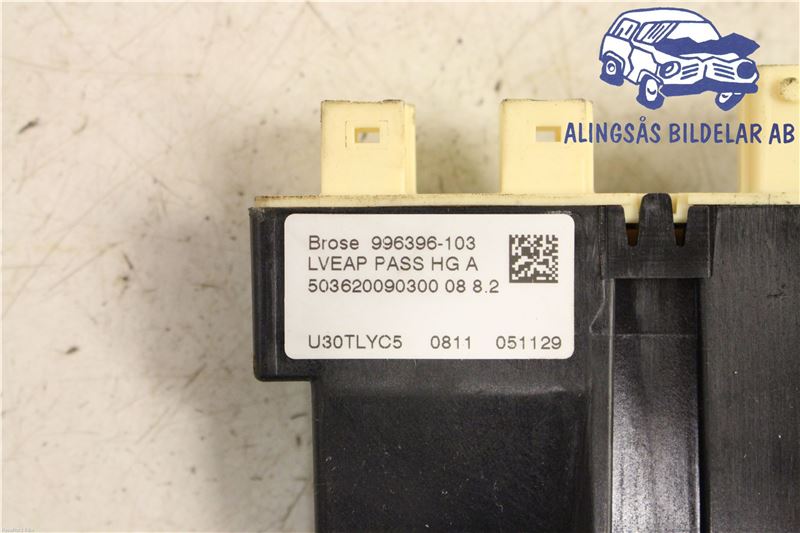 ALINGSÅS BILDELAR AB
Brose 996396-103
LVEAP PASS HG A
503620090300 08 8.2
U30TLYC5 0811 051129